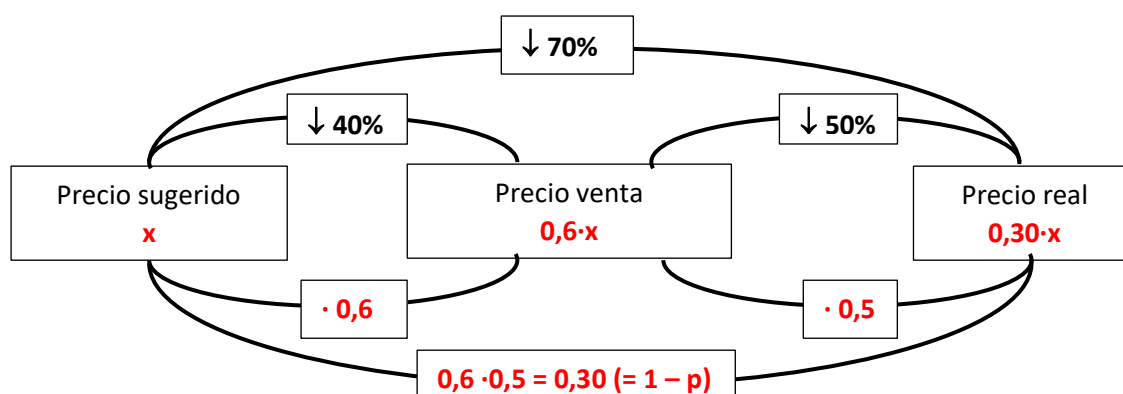 ↓ 70%
↓ 40%
↓ 50%
Precio sugerido
x
Precio venta
0,6·x
Precio real
0,30·x
· 0,6
· 0,5
0,6 ·0,5 = 0,30 (= 1 – p)